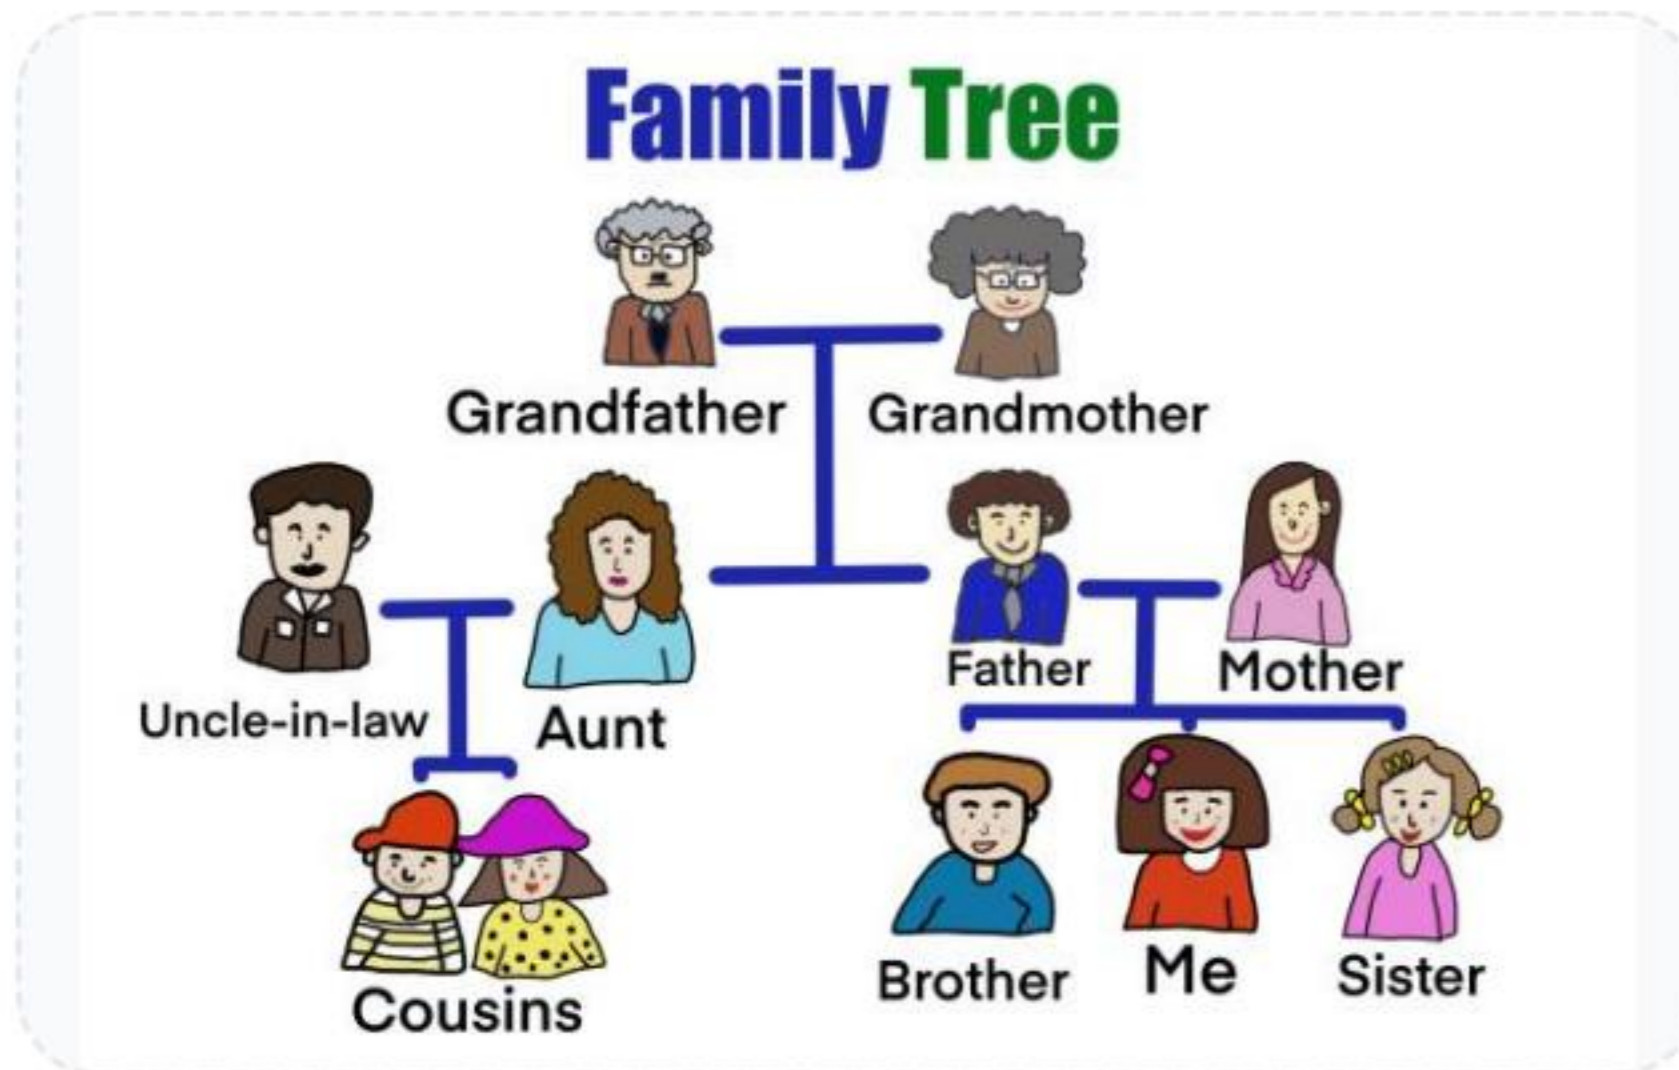 Family Tree
Grandfather
Grandmother
Uncle-in-law
Aunt
Father
Mother
Cousins
Brother
Me
Sister